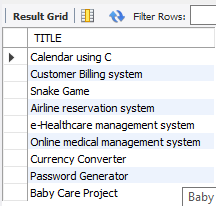 Result Grid Filter Rows:
TITLE
Calendar using C
Customer Billing system
Snake Game
Airline reservation system
e-Healthcare management system
Online medical management system
Currency Converter
Password Generator
Baby Care Project
Baby